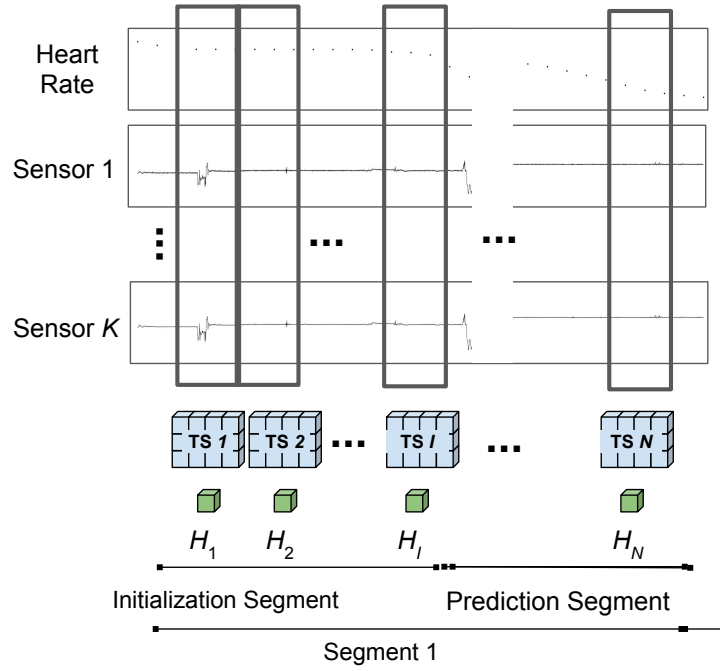 Heart
Rate
Sensor 1
Sensor K
TS 1
TS 2
TS I
TS N
H1
H2
HI
HN
Initialization Segment
Prediction Segment
Segment 1